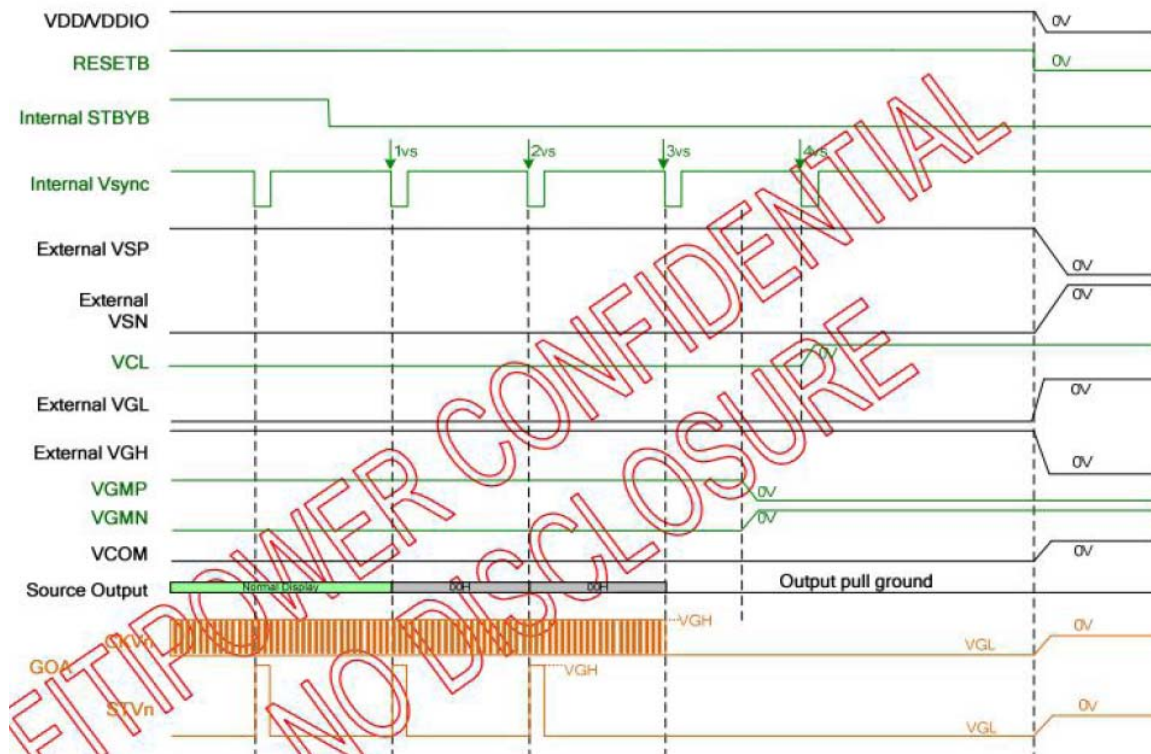 VDD/VDDIO
0V
RESETB
0V
Internal STBYB
1vs
2vs
3vs
4vs
Internal Vsync
External VSP
0V
External
VSN
0V
VCL
0V
External VGL
0V
External VGH
0V
VGMP
0V
VGMN
0V
VCOM
0V
Source Output
Normal Display
00H
00H
Output pull ground
CKVn
VGH
VGL
0V
GOA
STVn
VGH
VGL
0V
FITIPOWER CONFIDENTIAL
NO DISCLOSURE